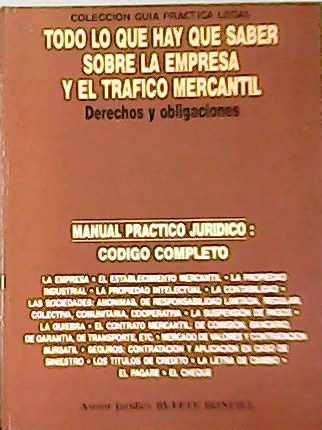 COLECCION GUIA PRACTICA LEGAL
TODO LO QUE HAY QUE SABER
SOBRE LA EMPRESA
Y EL TRAFICO MERCANTIL
Derechos y obligaciones
MANUAL PRACTICO JURIDICO:
CODIGO COMPLETO
LA EMPRESA - EL ESTABLECIMIENTO MERCANTIL - LA PROPIEDAD
INDUSTRIAL - LA PROPIEDAD INTELECTUAL - LA CONTABILIDAD -
LAS SOCIEDADES: ANONIMAS, DE RESPONSABILIDAD LIMITADA, REGULAR
COLECTIVA, COMUNITARIA, COOPERATIVA - LA SUSPENSION DE PAGOS -
LA QUIEBRA - EL CONTRATO MERCANTIL: DE COMISION, BANCARIO,
DE GARANTIA, DE TRANSPORTE, ETC - MERCADO DE VALORES Y
BURSATIL - SEGUROS: CONTRATACION Y APLICACION EN CASO DE
SINIESTRO - LOS TITULOS DE CREDITO - LA LETRA DE CAMBIO -
EL PAGARE - EL CHEQUE
Asesor jurídico: BUFETE